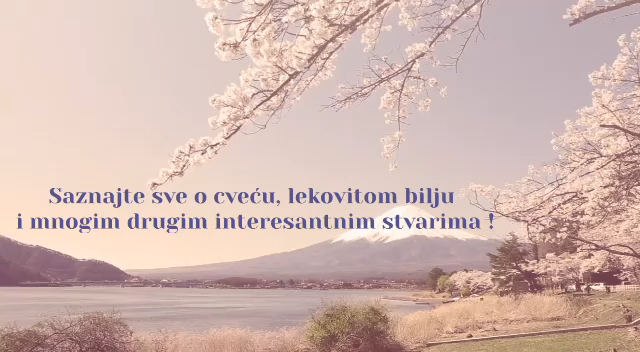 Saznajte sve o cveću, lekovitom bilju
i mnogim drugim interesantnim stvarima !